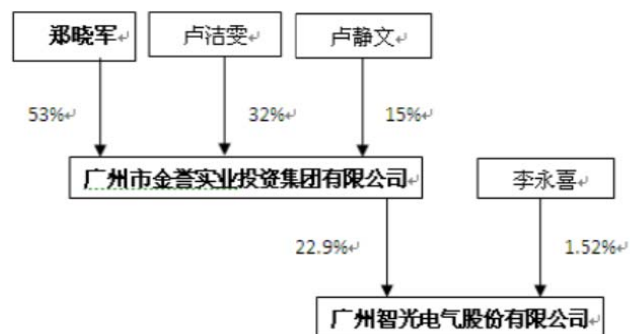 郑晓军 卢洁雯 卢静文
53% 32% 15%
广州市金誉实业投资集团有限公司 李永喜
22.9% 1.52%
广州智光电气股份有限公司